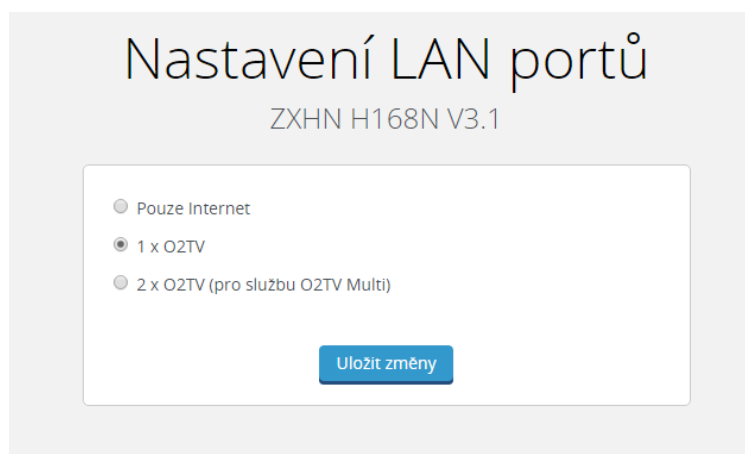 Nastavení LAN portů
ZXHN H168N V3.1
Pouze Internet
1 x O2TV
2 x O2TV (pro službu O2TV Multi)
Uložit změny